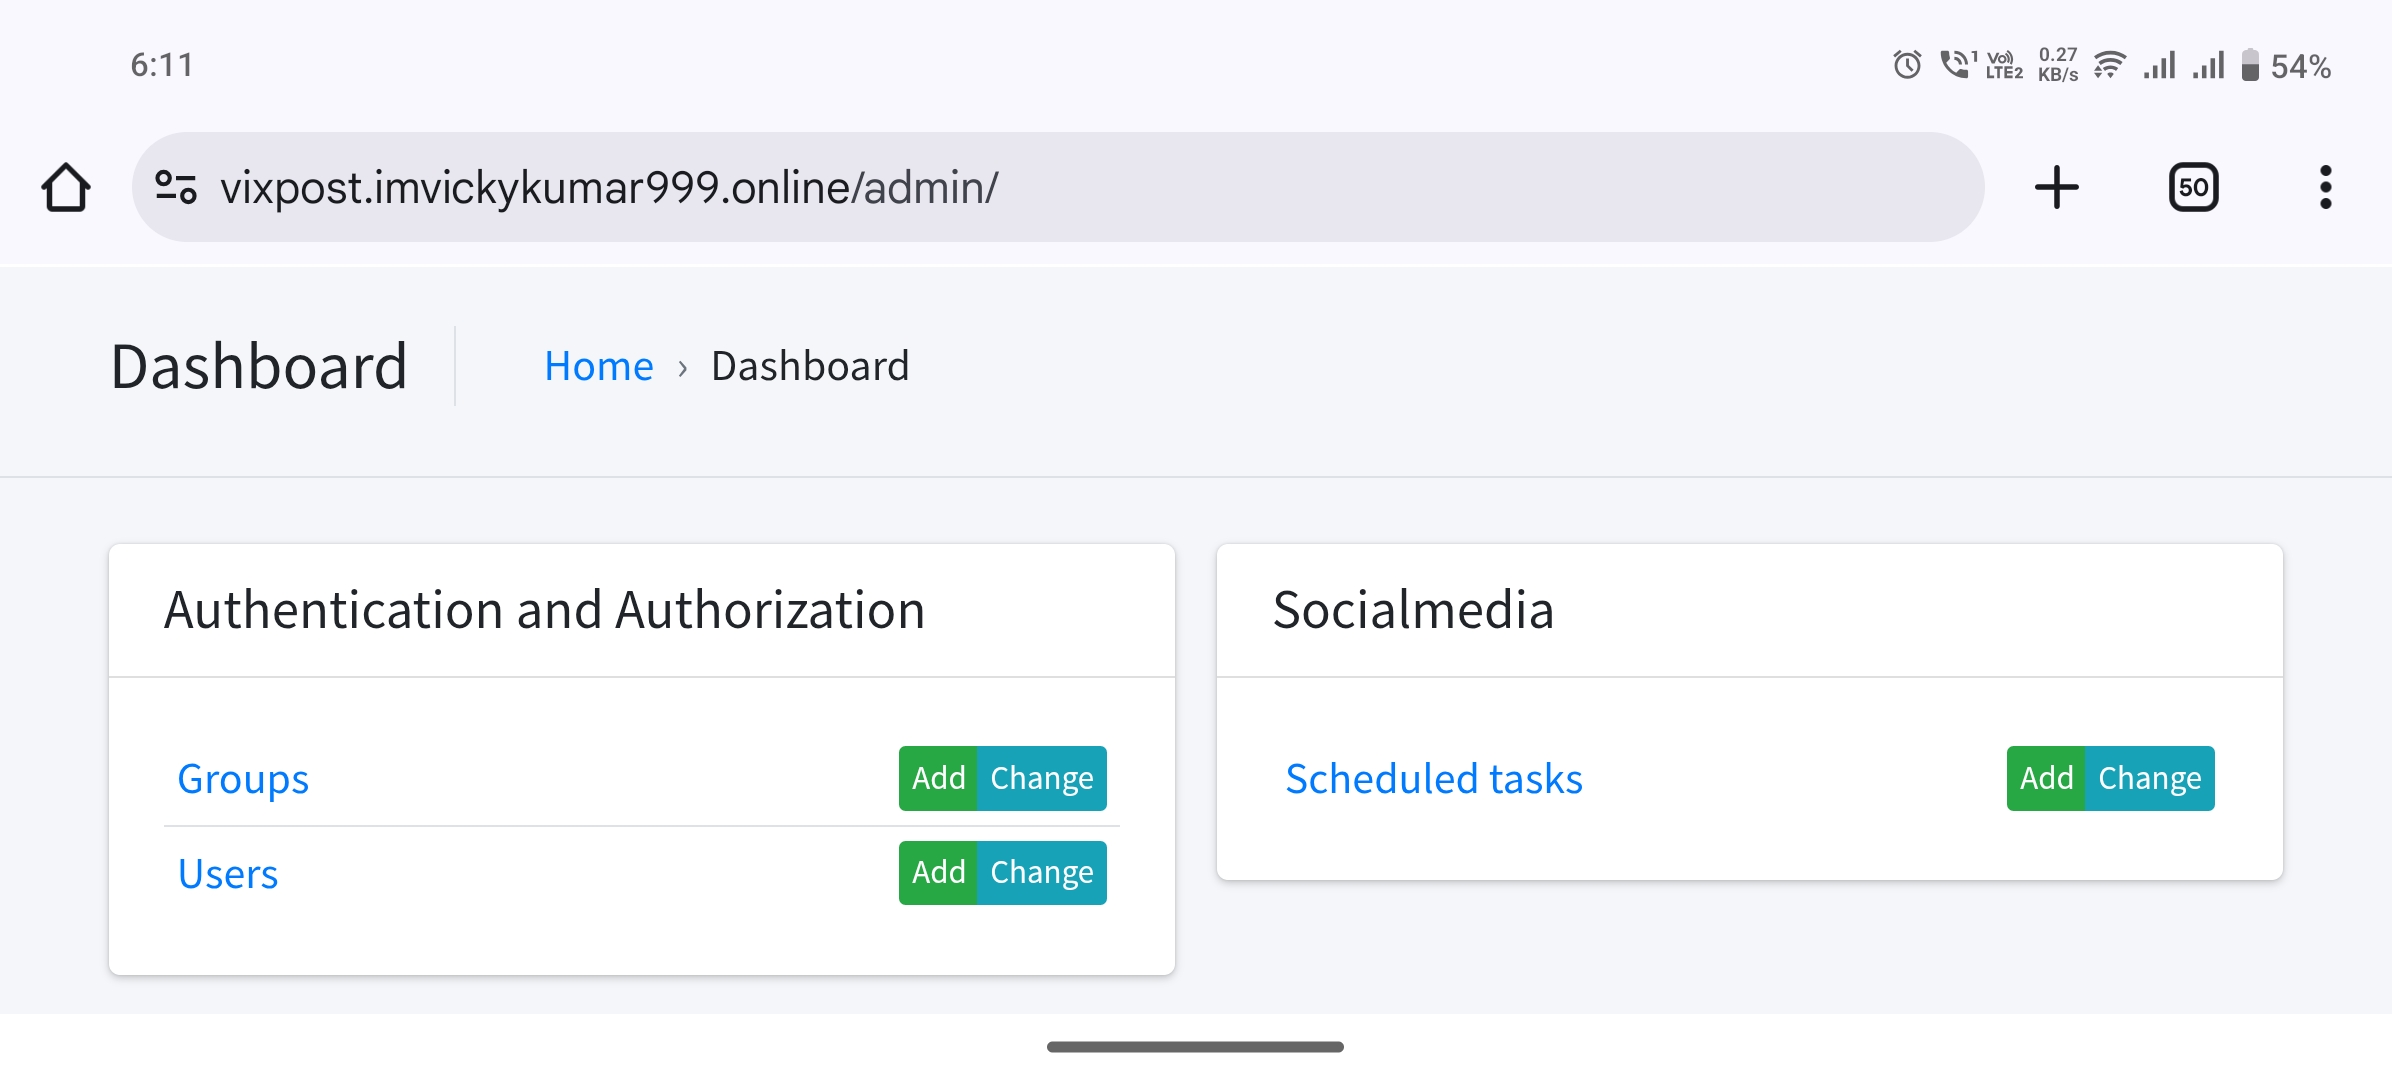 6:11
1 Vo) LTE2 0.27 KB/s 54%
vixpost.imvickykumar999.online/admin/
50
Dashboard
Home › Dashboard
Authentication and Authorization
Groups Add Change
Users Add Change
Socialmedia
Scheduled tasks Add Change